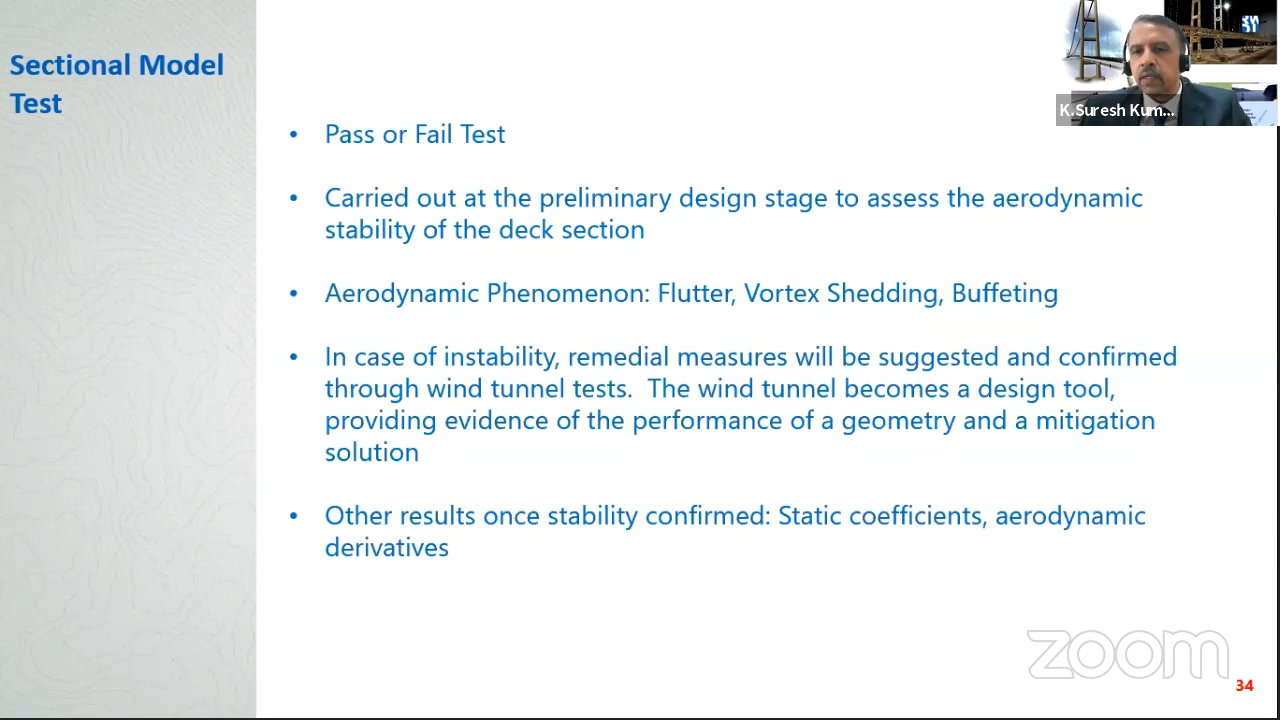 Sectional Model
Test
K.Suresh Kum...
• Pass or Fail Test
• Carried out at the preliminary design stage to assess the aerodynamic
stability of the deck section
• Aerodynamic Phenomenon: Flutter, Vortex Shedding, Buffeting
• In case of instability, remedial measures will be suggested and confirmed
through wind tunnel tests.  The wind tunnel becomes a design tool,
providing evidence of the performance of a geometry and a mitigation
solution
• Other results once stability confirmed: Static coefficients, aerodynamic
derivatives
zoom
34